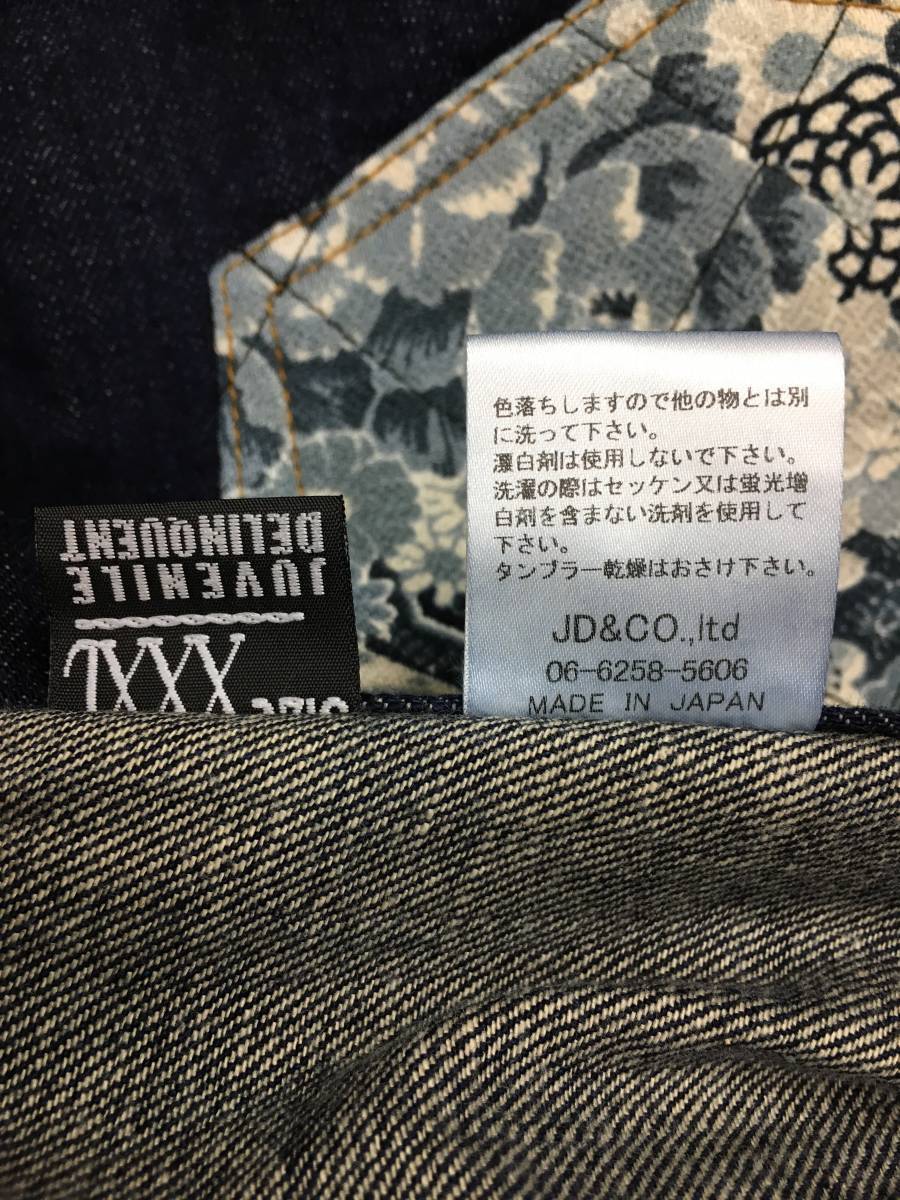 色落ちしますので他の物とは別
に洗って下さい。
漂白剤は使用しないで下さい。
洗濯の際はセッケン又は蛍光増
白剤を含まない洗剤を使用して
下さい。
タンブラー乾燥はおさけ下さい。
JD&CO.,ltd
06-6258-5606
MADE IN JAPAN
SIZE
XXXL
JUVENILE
DELINQUENT